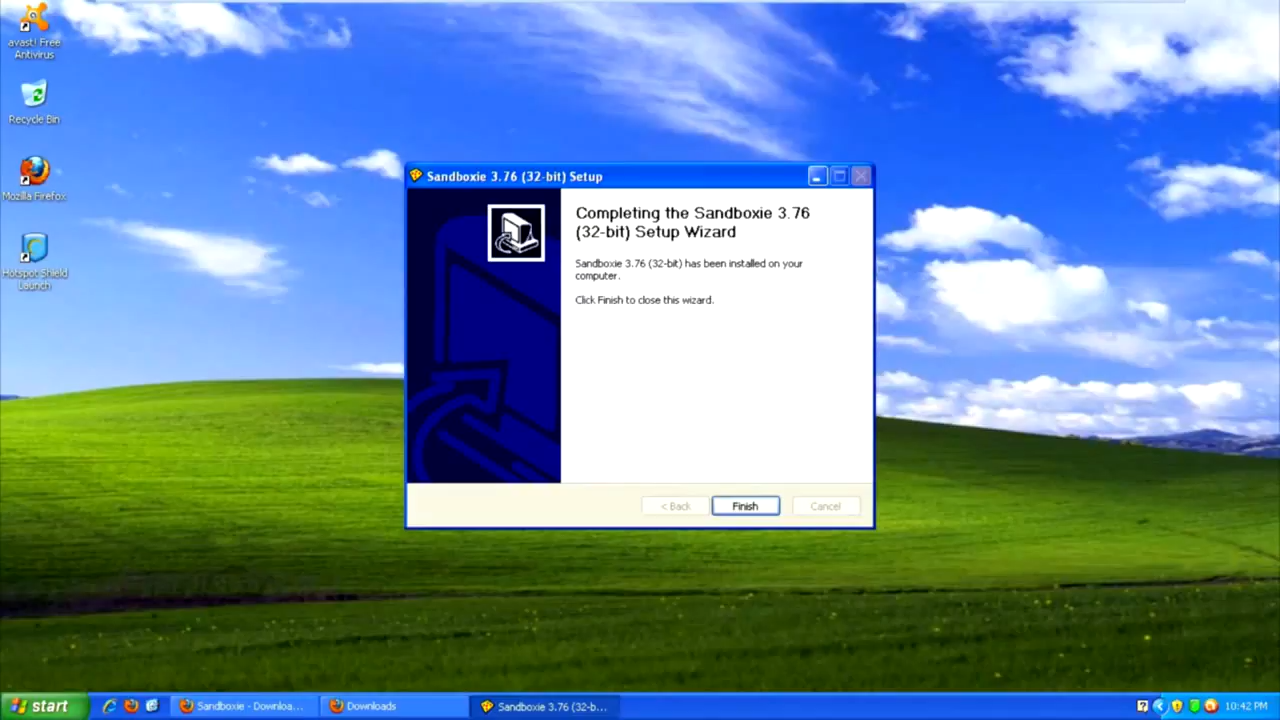 avast! Free
Antivirus
Recycle Bin
Mozilla Firefox
Hotspot Shield
Launch
Sandboxie 3.76 (32-bit) Setup
Completing the Sandboxie 3.76
(32-bit) Setup Wizard
Sandboxie 3.76 (32-bit) has been installed on your
computer.
Click Finish to close this wizard.
< Back
Finish
Cancel
start
Sandboxie - Downloa...
Downloads
Sandboxie 3.76 (32-b...
10:42 PM